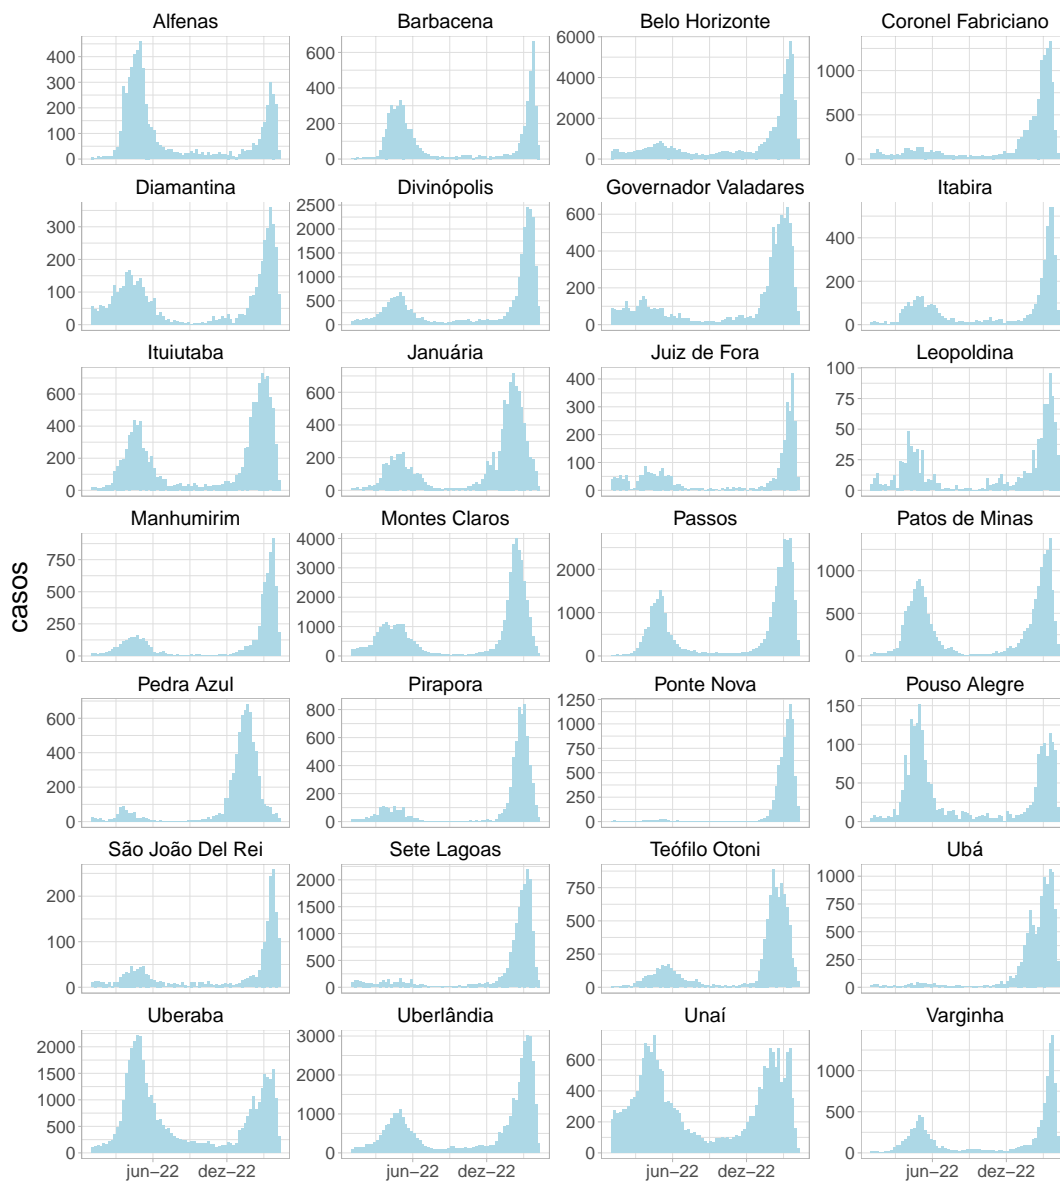 Alfenas Barbacena Belo Horizonte Coronel Fabriciano
400 300 200 100 0
600 400 200 0
6000 4000 2000 0
1000 500 0
Diamantina Divinópolis Governador Valadares Itabira
300 200 100 0
2500 2000 1500 1000 500 0
600 400 200 0
400 200 0
Ituiutaba Januária Juiz de Fora Leopoldina
600 400 200 0
600 400 200 0
400 300 200 100 0
100 75 50 25 0
Manhumirim Montes Claros Passos Patos de Minas
750 500 250 0
4000 3000 2000 1000 0
2000 1000 0
1000 500 0
casos
Pedra Azul Pirapora Ponte Nova Pouso Alegre
600 400 200 0
800 600 400 200 0
1250 1000 750 500 250 0
150 100 50 0
São João Del Rei Sete Lagoas Teófilo Otoni Ubá
200 100 0
2000 1500 1000 500 0
750 500 250 0
1000 750 500 250 0
Uberaba Uberlândia Unaí Varginha
2000 1500 1000 500 0
3000 2000 1000 0
600 400 200 0
1000 500 0
jun–22 dez–22 jun–22 dez–22 jun–22 dez–22 jun–22 dez–22